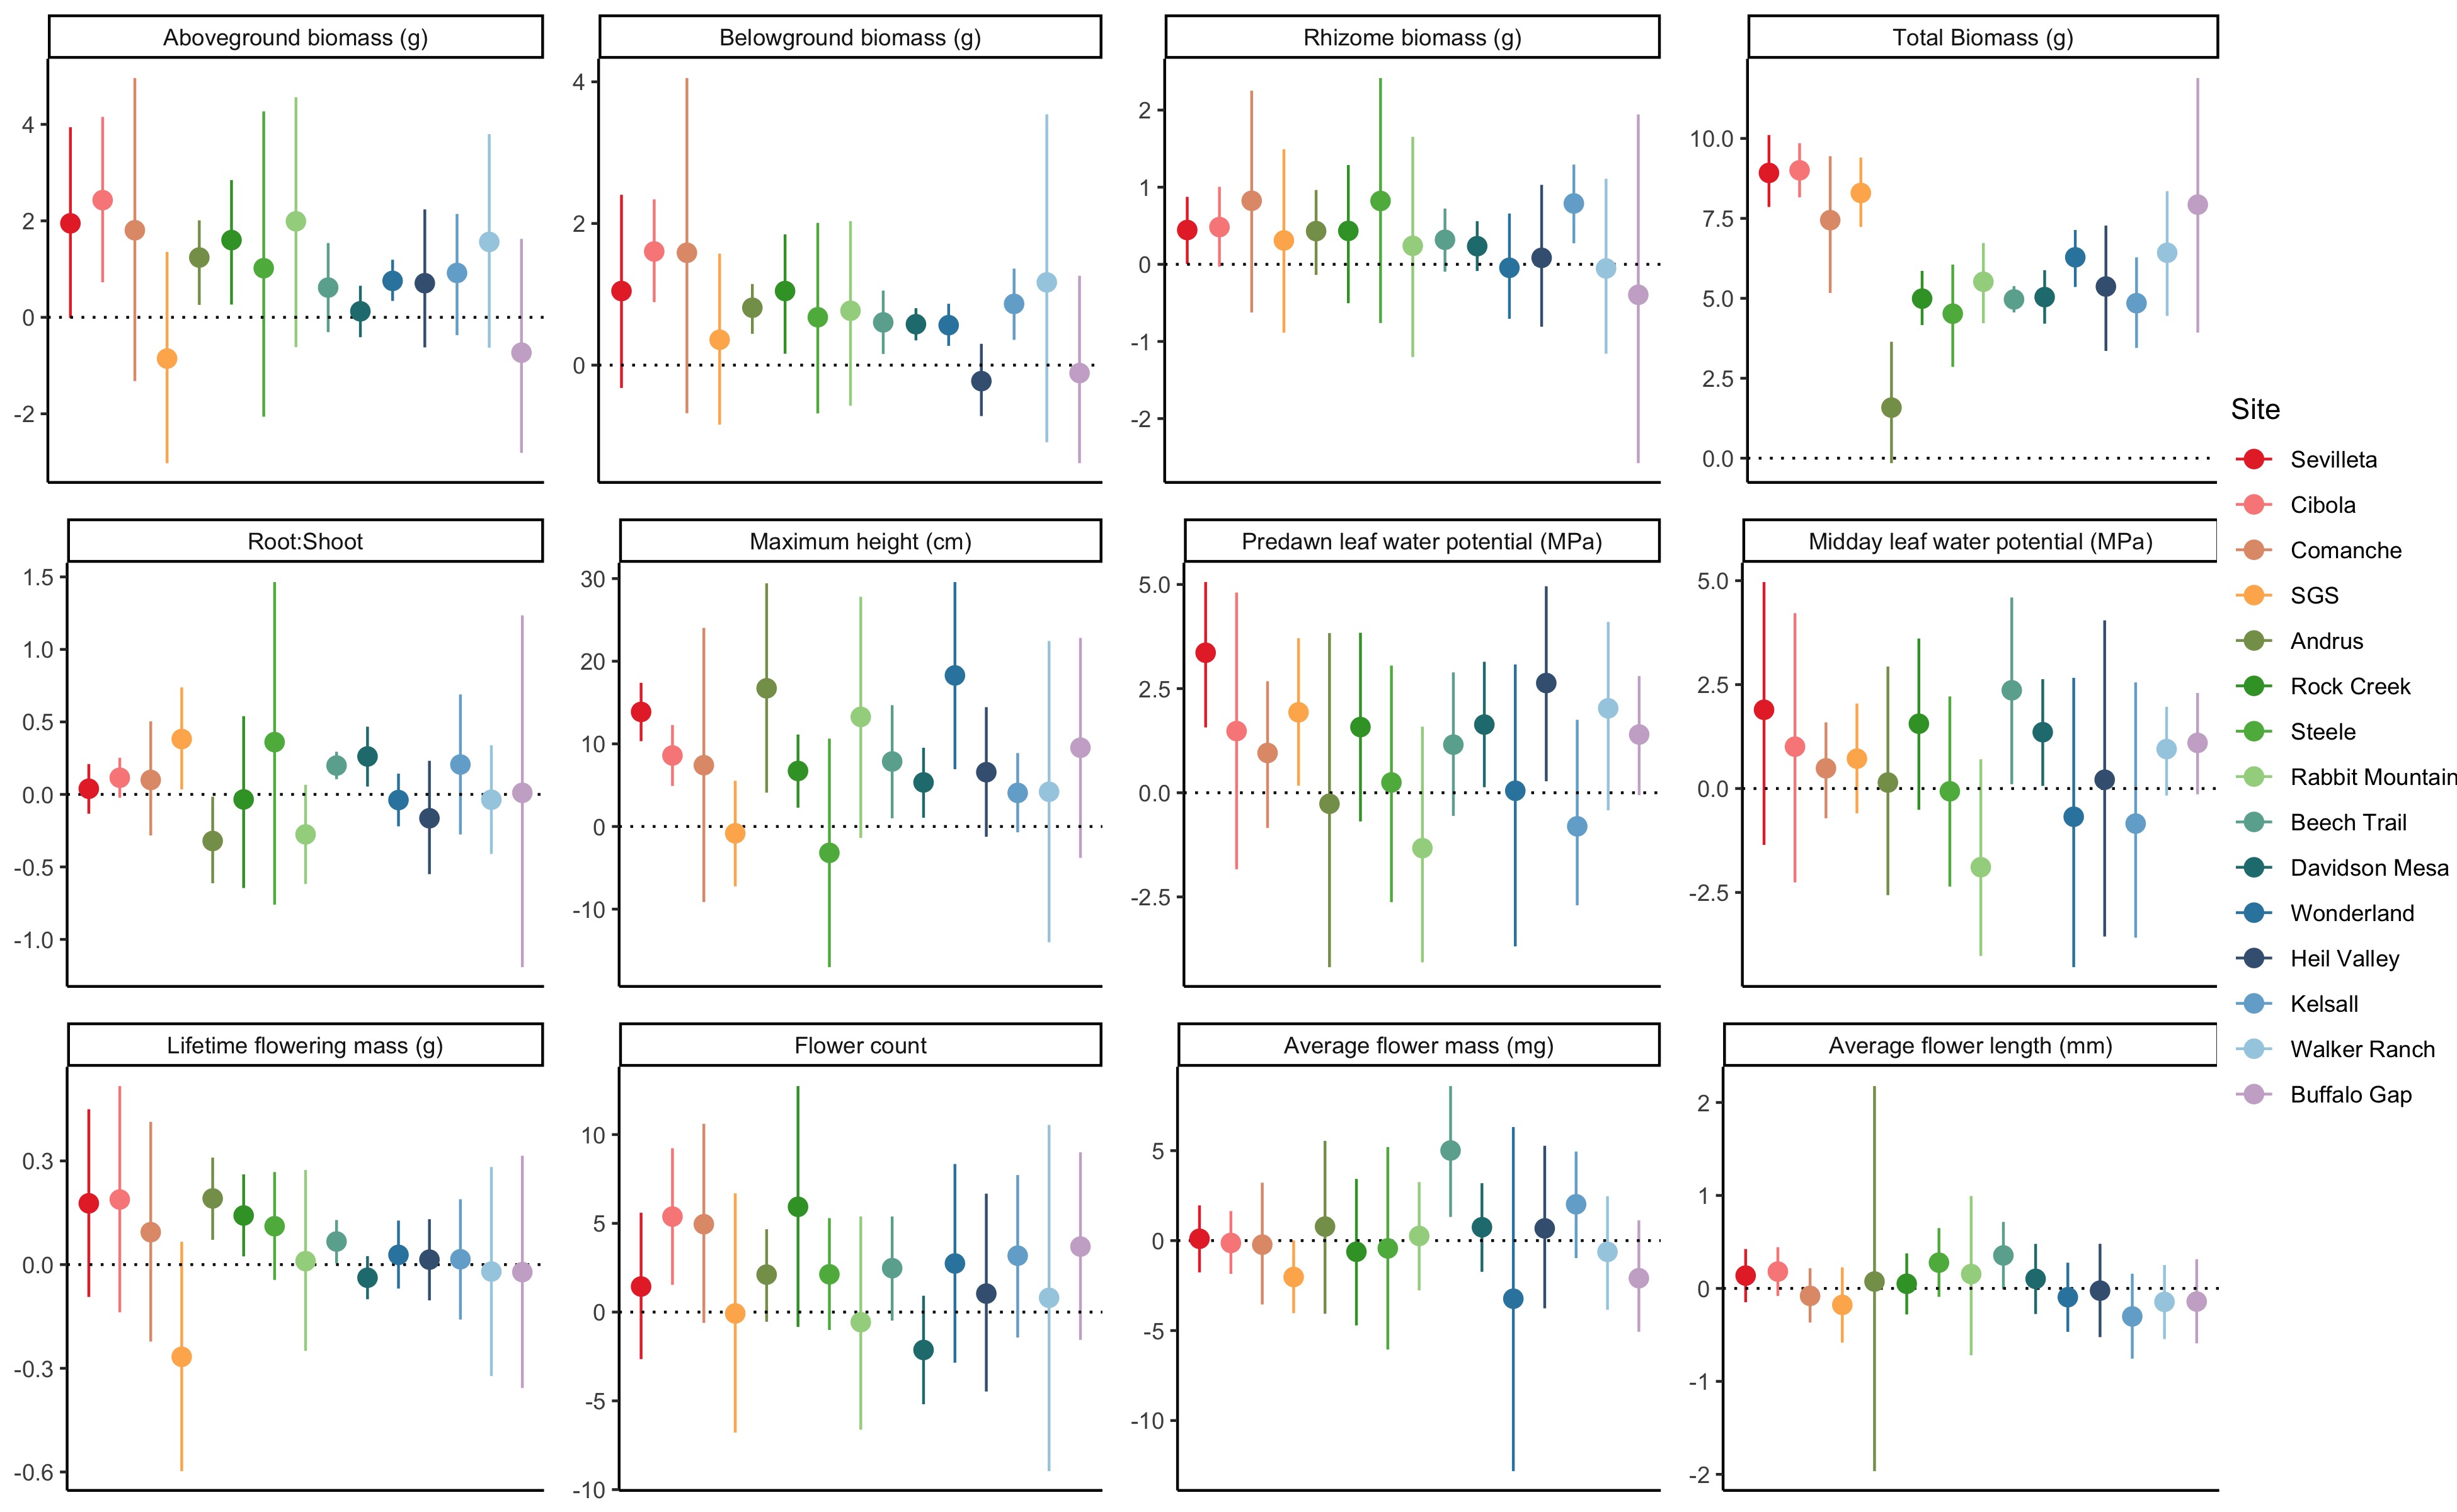 Aboveground biomass (g)
Belowground biomass (g)
Rhizome biomass (g)
Total Biomass (g)
4
2
0
-2
4
2
0
2
1
0
-1
-2
10.0
7.5
5.0
2.5
0.0
Root:Shoot
Maximum height (cm)
Predawn leaf water potential (MPa)
Midday leaf water potential (MPa)
1.5
1.0
0.5
0.0
-0.5
-1.0
30
20
10
0
-10
5.0
2.5
0.0
-2.5
5.0
2.5
0.0
-2.5
Lifetime flowering mass (g)
Flower count
Average flower mass (mg)
Average flower length (mm)
0.3
0.0
-0.3
-0.6
10
5
0
-5
-10
5
0
-5
-10
2
1
0
-1
-2
Site
Sevilleta
Cibola
Comanche
SGS
Andrus
Rock Creek
Steele
Rabbit Mountain
Beech Trail
Davidson Mesa
Wonderland
Heil Valley
Kelsall
Walker Ranch
Buffalo Gap